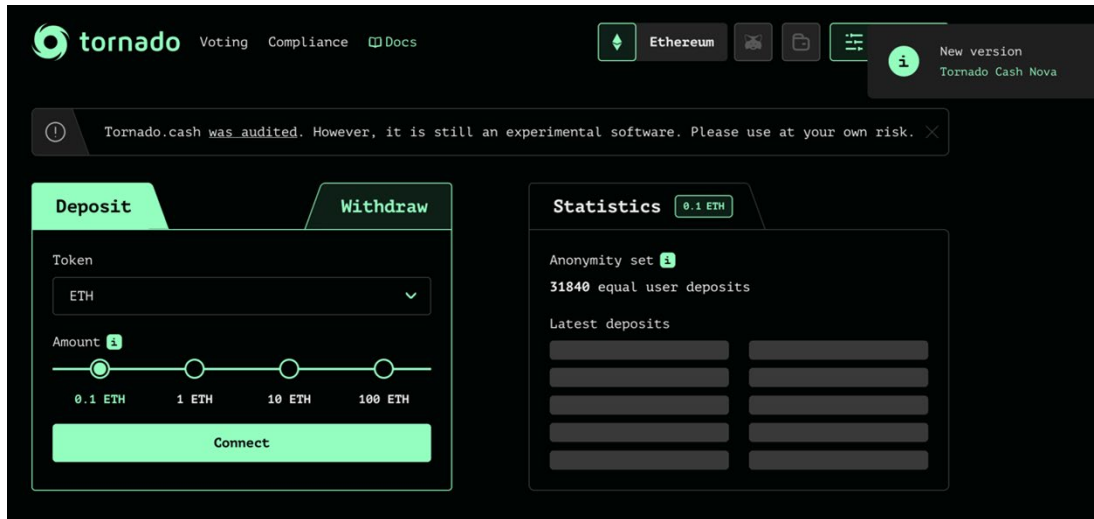 tornado Voting Compliance Docs Ethereum
New version
Tornado Cash Nova
Tornado.cash was audited. However, it is still an experimental software. Please use at your own risk.
Deposit Withdraw
Token
ETH
Amount
0.1 ETH 1 ETH 10 ETH 100 ETH
Connect
Statistics 0.1 ETH
Anonymity set
31840 equal user deposits
Latest deposits